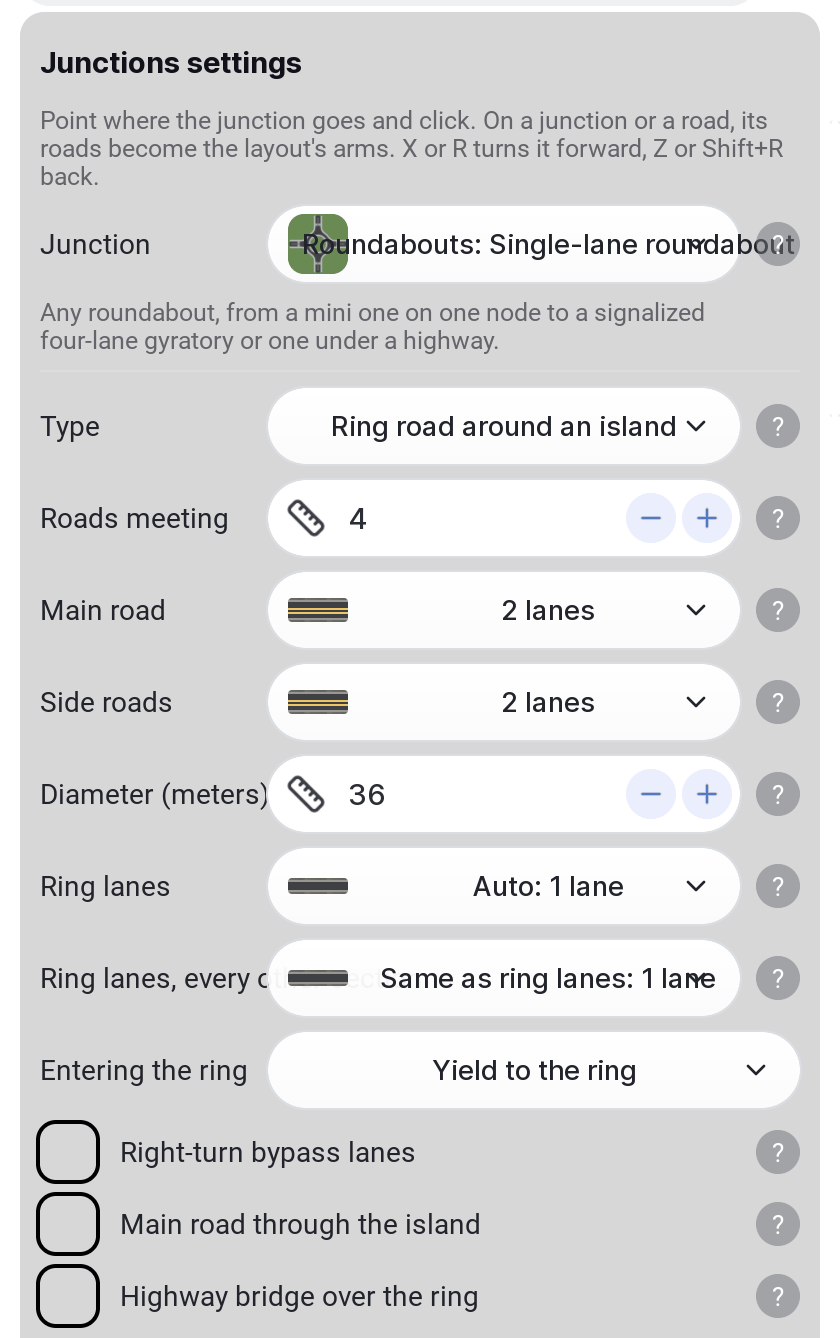 Junctions settings
Point where the junction goes and click. On a junction or a road, its
roads become the layout's arms. X or R turns it forward, Z or Shift+R
back.
Junction
Roundabouts: Single-lane roundabout
?
Any roundabout, from a mini one on one node to a signalized
four-lane gyratory or one under a highway.
Type
Ring road around an island
?
Roads meeting
4
− +
?
Main road
2 lanes
?
Side roads
2 lanes
?
Diameter (meters)
36
− +
?
Ring lanes
Auto: 1 lane
?
Ring lanes, every
Same as ring lanes: 1 lane
?
Entering the ring
Yield to the ring
Right-turn bypass lanes
?
Main road through the island
?
Highway bridge over the ring
?